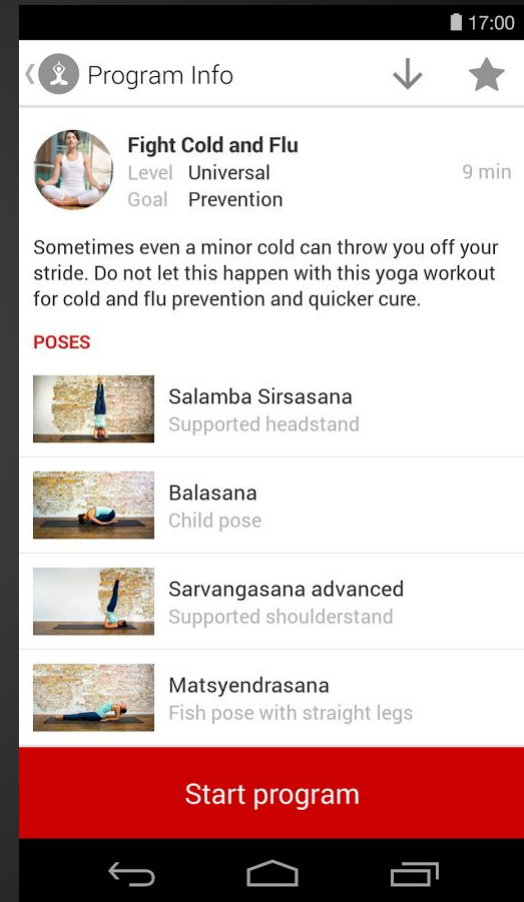 17:00
Program Info
Fight Cold and Flu
Level Universal 9 min
Goal Prevention
Sometimes even a minor cold can throw you off your
stride. Do not let this happen with this yoga workout
for cold and flu prevention and quicker cure.
POSES
Salamba Sirsasana
Supported headstand
Balasana
Child pose
Sarvangasana advanced
Supported shoulderstand
Matsyendrasana
Fish pose with straight legs
Start program